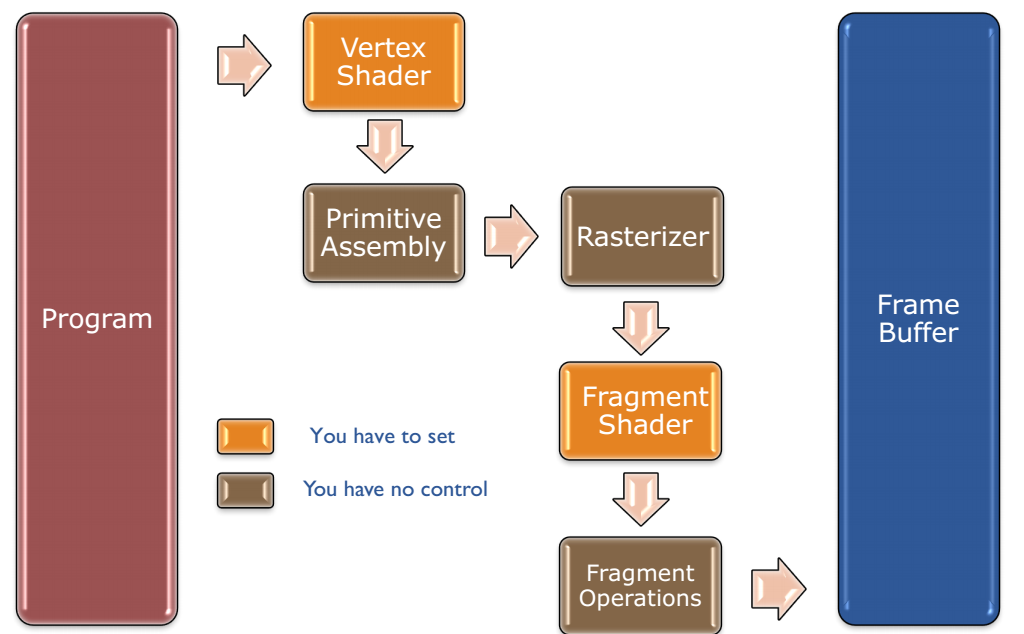 Program
Vertex
Shader
Primitive
Assembly
Rasterizer
Fragment
Shader
Fragment
Operations
Frame
Buffer
You have to set
You have no control